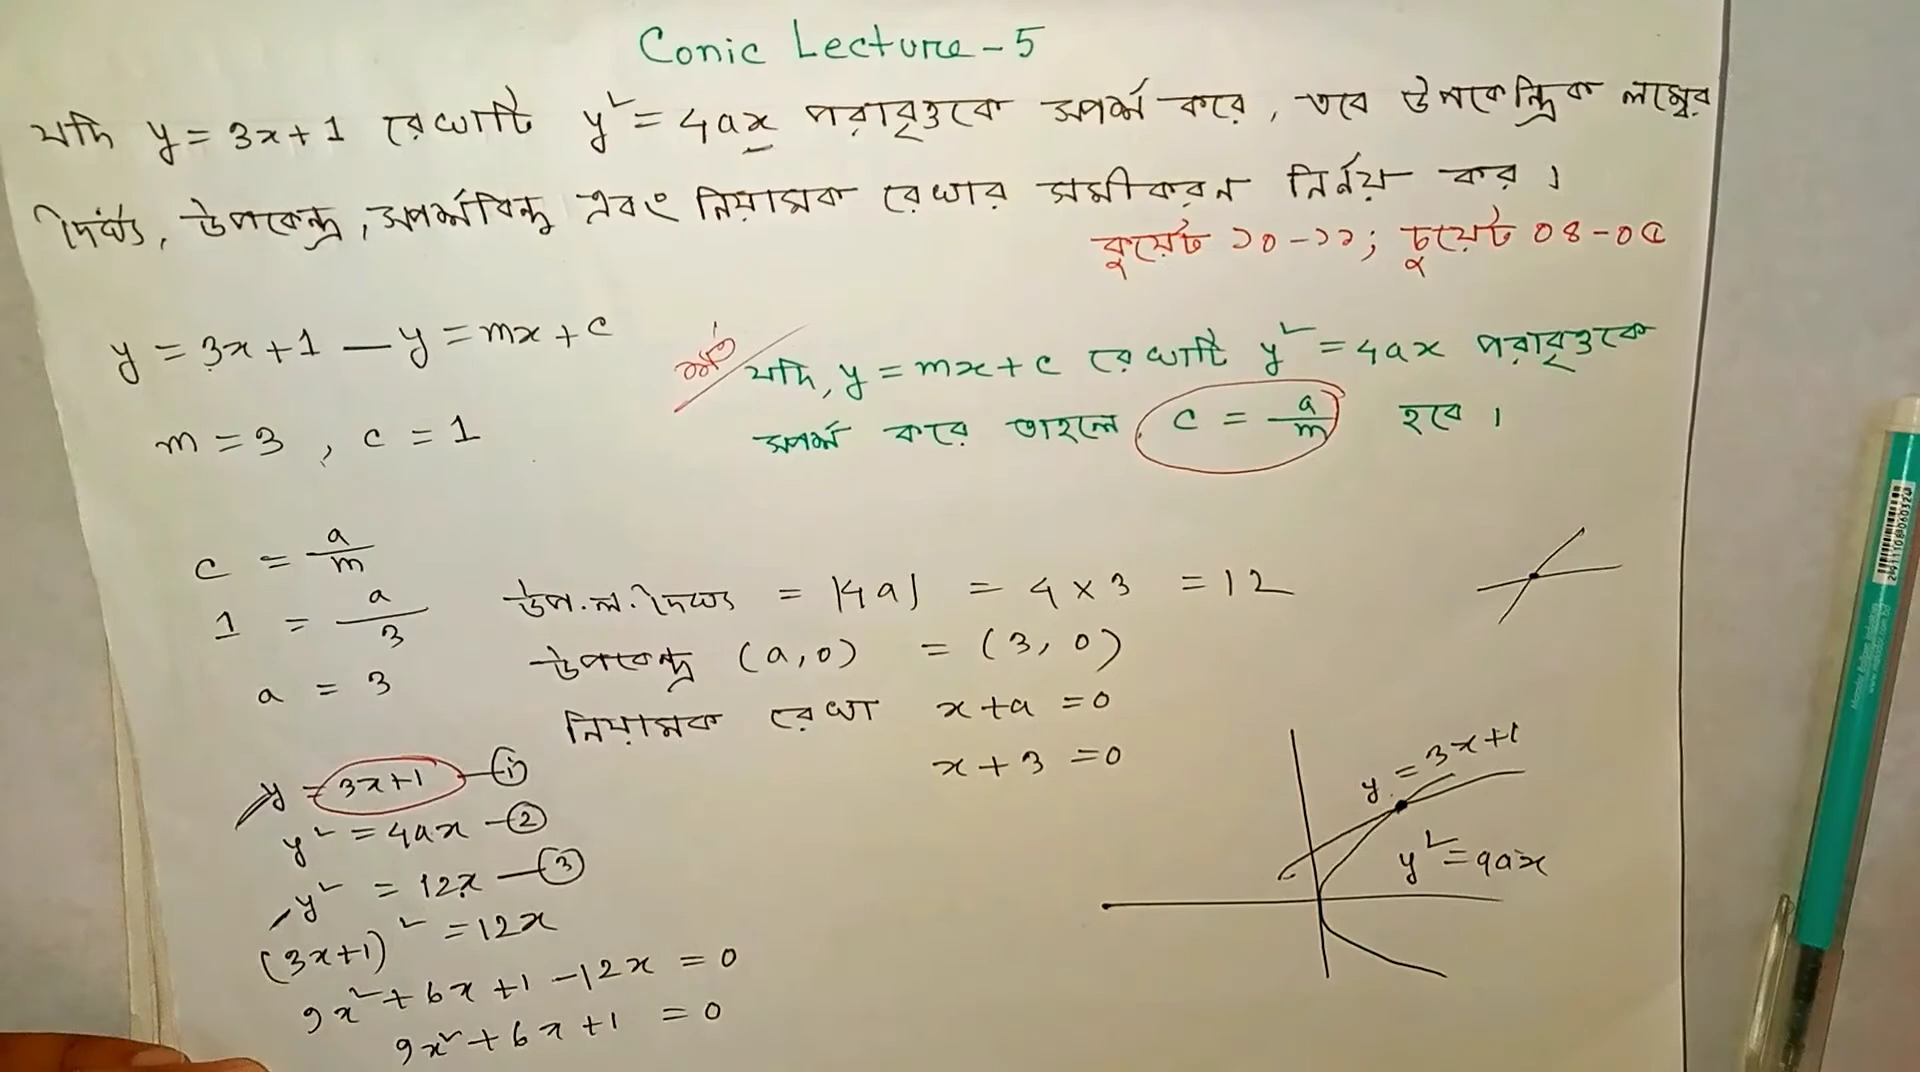 Conic Lecture-5
যদি y = 3x+1 রেখাটি y² = 4ax পরাবৃত্তকে স্পর্শ করে, তবে উপকেন্দ্রিক লম্বের
দৈর্ঘ্য, উপকেন্দ্র, স্পর্শবিন্দু এবং নিয়ামক রেখার সমীকরন নির্নয় কর।
কুয়েট ১০-১১; চুয়েট ০৪-০৫
y = 3x+1 — y = mx + c
m = 3 , c = 1
যদি, y = mx + c রেখাটি y² = 4ax পরাবৃত্তকে
স্পর্শ করে তাহলে c = a/m হবে।
c = a/m
1 = a/3
a = 3
উপ.ল.দৈর্ঘ্য = |4a| = 4 × 3 = 12
উপকেন্দ্র (a,0) = (3, 0)
নিয়ামক রেখা x+a = 0
x + 3 = 0
y = 3x+1 — ①
y² = 4ax — ②
y² = 12x — ③
(3x+1)² = 12x
9x² + 6x + 1 - 12x = 0
9x² + 6x + 1 = 0
y = 3x+1
y² = 4ax
291110806032U